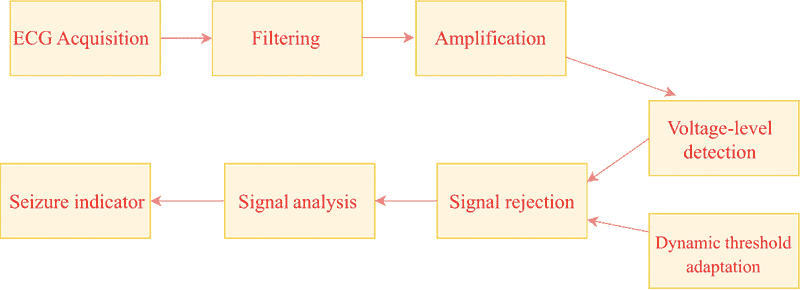 ECG Acquisition
Filtering
Amplification
Voltage-level
detection
Seizure indicator
Signal analysis
Signal rejection
Dynamic threshold
adaptation